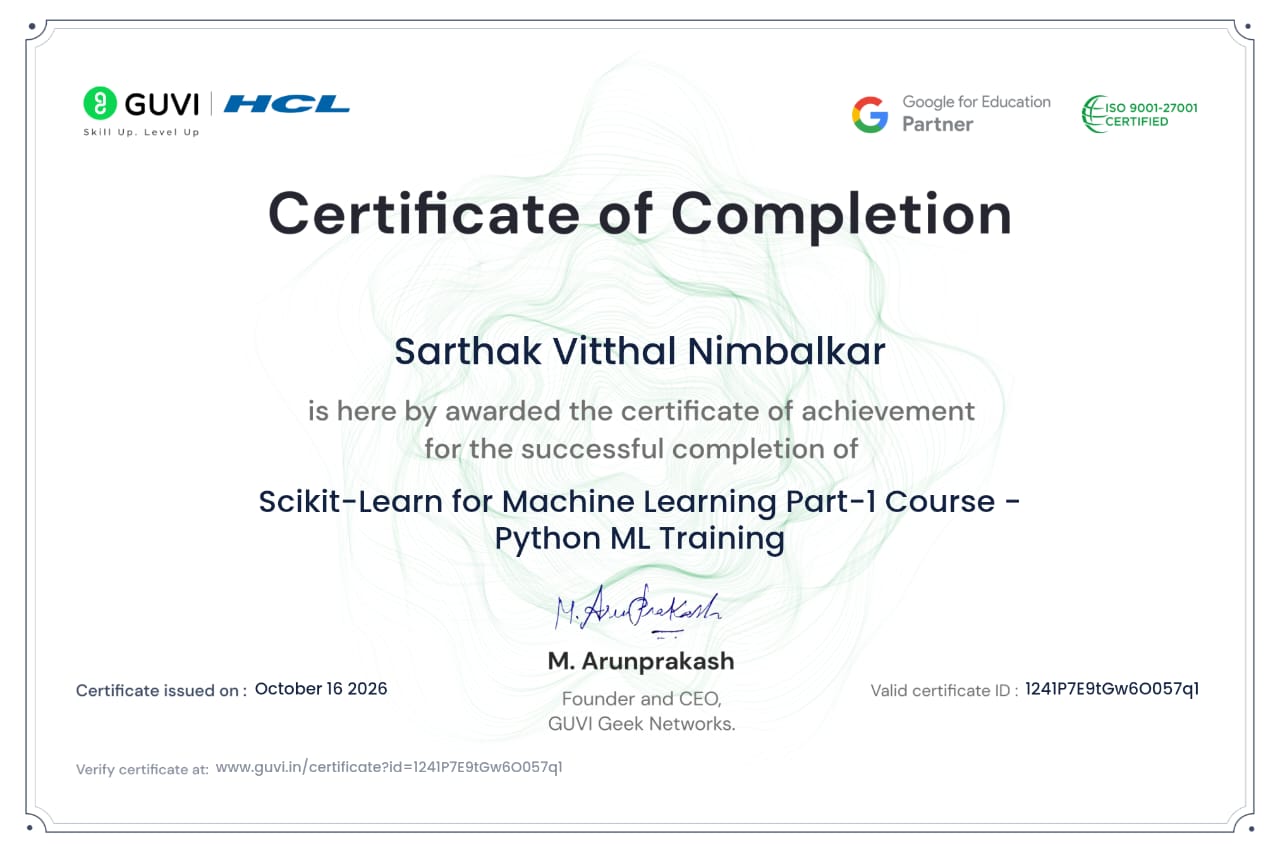 GUVI | HCL
Skill Up. Level Up
Google for Education
Partner
ISO 9001-27001
CERTIFIED
Certificate of Completion
Sarthak Vitthal Nimbalkar
is here by awarded the certificate of achievement
for the successful completion of
Scikit-Learn for Machine Learning Part-1 Course -
Python ML Training
M. Arunprakash
M. Arunprakash
Founder and CEO,
GUVI Geek Networks.
Certificate issued on : October 16 2026
Valid certificate ID : 1241P7E9tGw6O057q1
Verify certificate at: www.guvi.in/certificate?id=1241P7E9tGw6O057q1